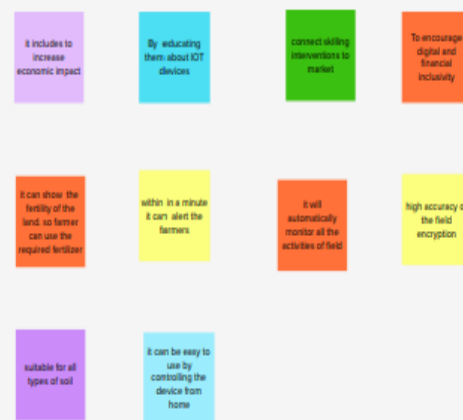 it includes to
increase
economic impact
By educating
them about IOT
dievices
connect skilling
interventions to
market
To encourage
digital and
financial
inclusivity
it can show the
fertility of the
land. so farmer
can use the
required fertilizer
within in a minute
it can alert the
farmers
it will
automatically
monitor all the
activities of field
high accuracy
the field
encryption
suitable for all
types of soil
it can be easy to
use by
controlling the
device from
home